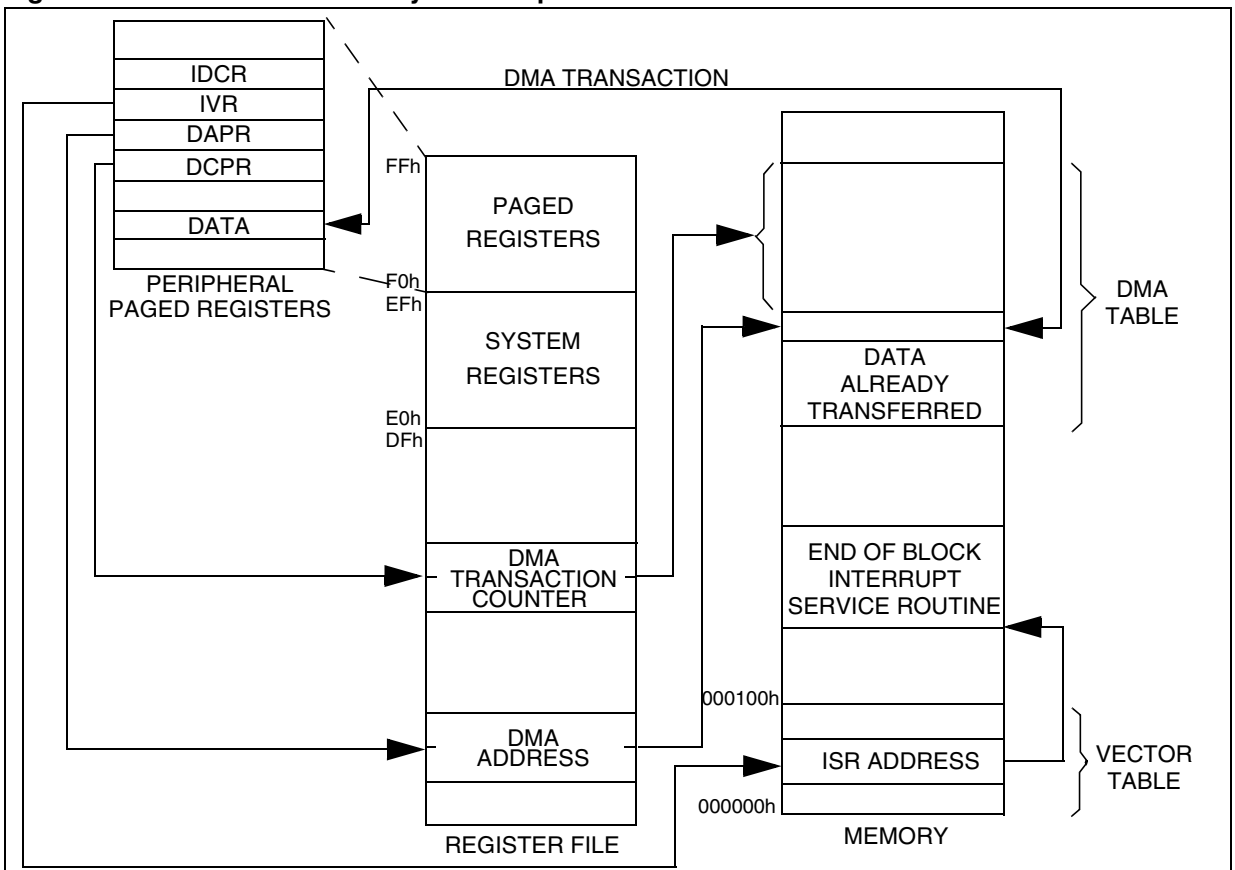 IDCR
IVR
DAPR
DCPR
DATA
PERIPHERAL
PAGED REGISTERS
DMA TRANSACTION
FFh
PAGED
REGISTERS
F0h
EFh
SYSTEM
REGISTERS
E0h
DFh
DMA
TRANSACTION
COUNTER
DMA
ADDRESS
REGISTER FILE
DMA
TABLE
DATA
ALREADY
TRANSFERRED
END OF BLOCK
INTERRUPT
SERVICE ROUTINE
000100h
ISR ADDRESS
VECTOR
TABLE
000000h
MEMORY